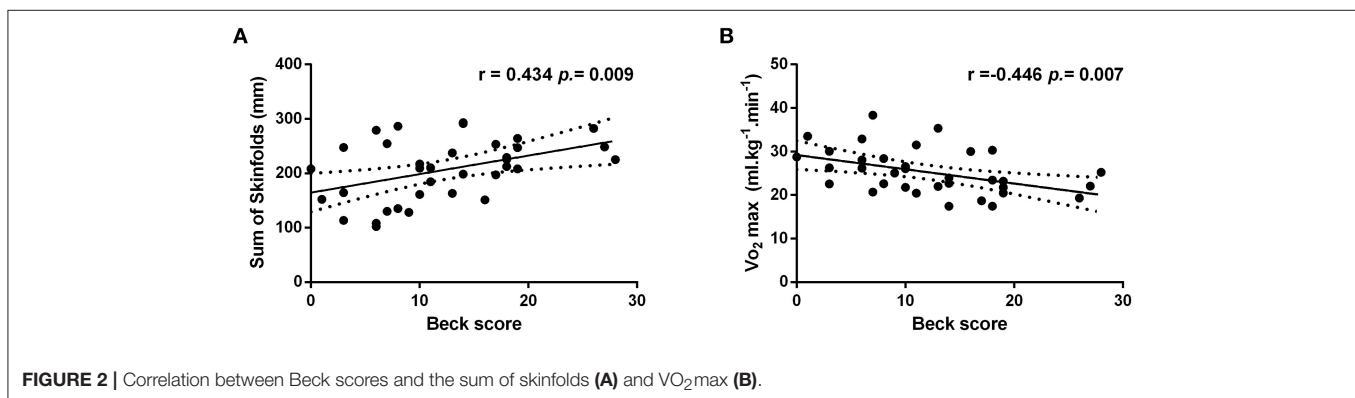 A
400
300
200
100
0
Sum of Skinfolds (mm)
r = 0.434 p.= 0.009
0 10 20 30
Beck score
B
50
40
30
20
10
0
Vo₂ max (ml.kg⁻¹.min⁻¹)
r =-0.446 p.= 0.007
0 10 20 30
Beck score
FIGURE 2 | Correlation between Beck scores and the sum of skinfolds (A) and VO₂max (B).